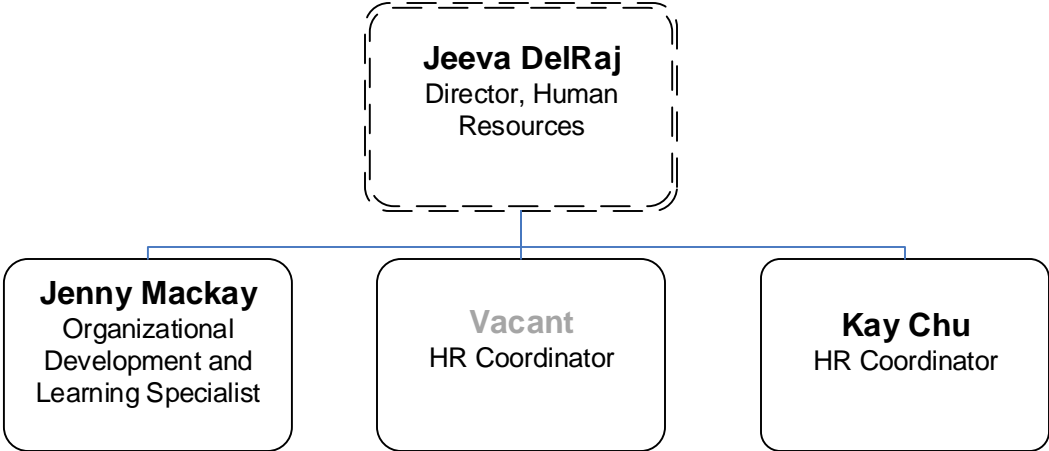 Jeeva DelRaj
Director, Human
Resources
Jenny Mackay
Organizational
Development and
Learning Specialist
Vacant
HR Coordinator
Kay Chu
HR Coordinator